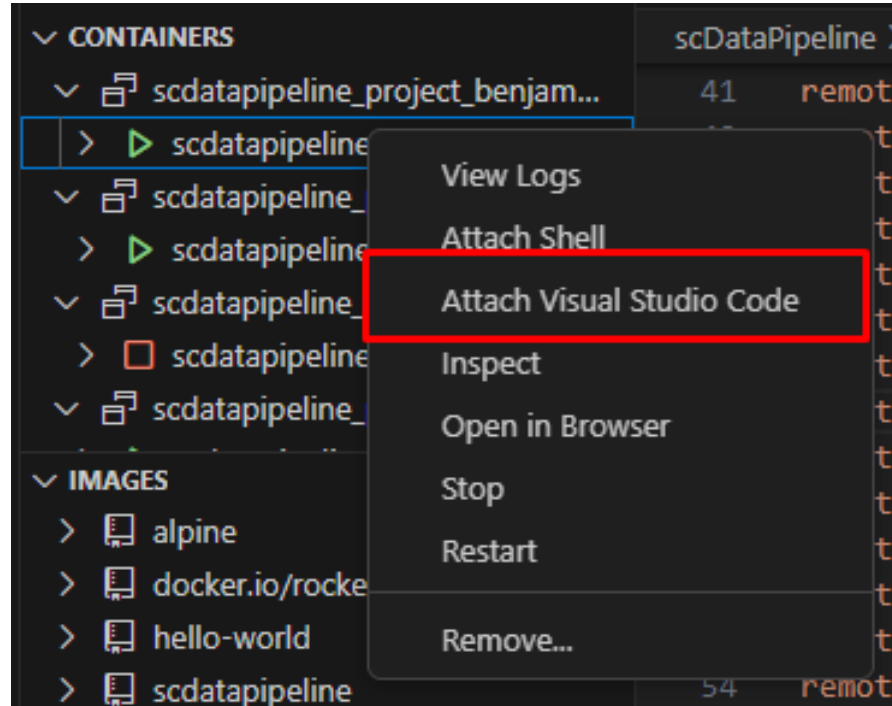 CONTAINERS
scdatapipeline_project_benjam...
scdatapipeline
scdatapipeline_
scdatapipeline
scdatapipeline_
scdatapipeline
scdatapipeline_
IMAGES
alpine
docker.io/rocke
hello-world
scdatapipeline
View Logs
Attach Shell
Attach Visual Studio Code
Inspect
Open in Browser
Stop
Restart
Remove...
scDataPipeline
41 remot
54 remot